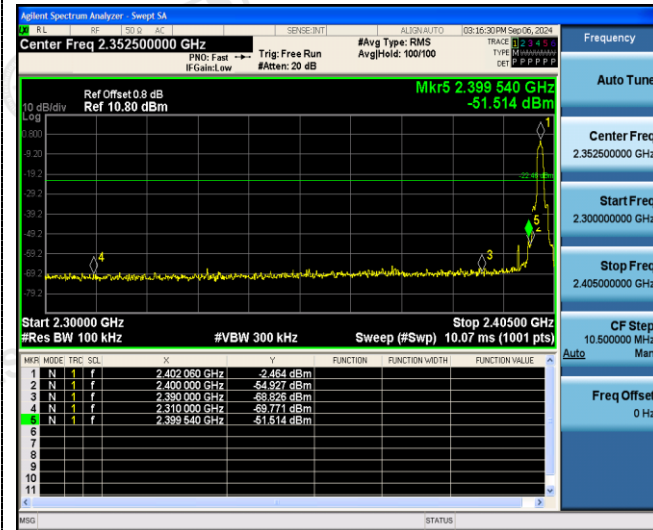 Agilent Spectrum Analyzer - Swept SA
RL RF 50 Ω AC SENSE:INT ALIGNAUTO 03:16:30 PM Sep 06, 2024
Center Freq 2.352500000 GHz
PNO: Fast
IFGain:Low
Trig: Free Run
#Atten: 20 dB
#Avg Type: RMS
Avg|Hold: 100/100
TRACE 1 2 3 4 5 6
TYPE M
DET P P P P P P
Frequency
Ref Offset 0.8 dB
10 dB/div Ref 10.80 dBm
Log
Mkr5 2.399 540 GHz
-51.514 dBm
Auto Tune
0.800
-9.20
-19.2
-29.2
-39.2
-49.2
-59.2
-69.2
-79.2
1
5
2
3
4
Center Freq
2.352500000 GHz
Start Freq
2.300000000 GHz
Stop Freq
2.405000000 GHz
Start 2.30000 GHz Stop 2.40500 GHz
#Res BW 100 kHz #VBW 300 kHz Sweep (#Swp) 10.07 ms (1001 pts)
CF Step
10.500000 MHz
Auto Man
MKR MODE TRC SCL X Y FUNCTION FUNCTION WIDTH FUNCTION VALUE
1 N 1 f 2.402 060 GHz -2.464 dBm
2 N 1 f 2.400 000 GHz -54.927 dBm
3 N 1 f 2.390 000 GHz -68.826 dBm
4 N 1 f 2.310 000 GHz -69.771 dBm
5 N 1 f 2.399 540 GHz -51.514 dBm
6
7
8
9
10
11
Freq Offset
0 Hz
MSG STATUS